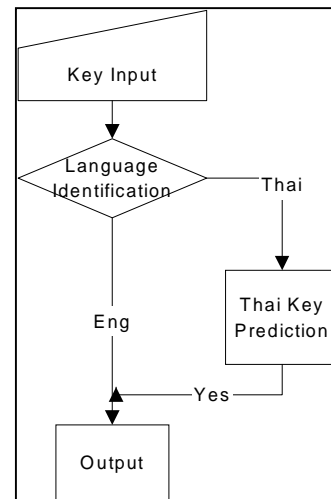 Key Input
Language
Identification
Thai
Thai Key
Prediction
Eng
Yes
Output